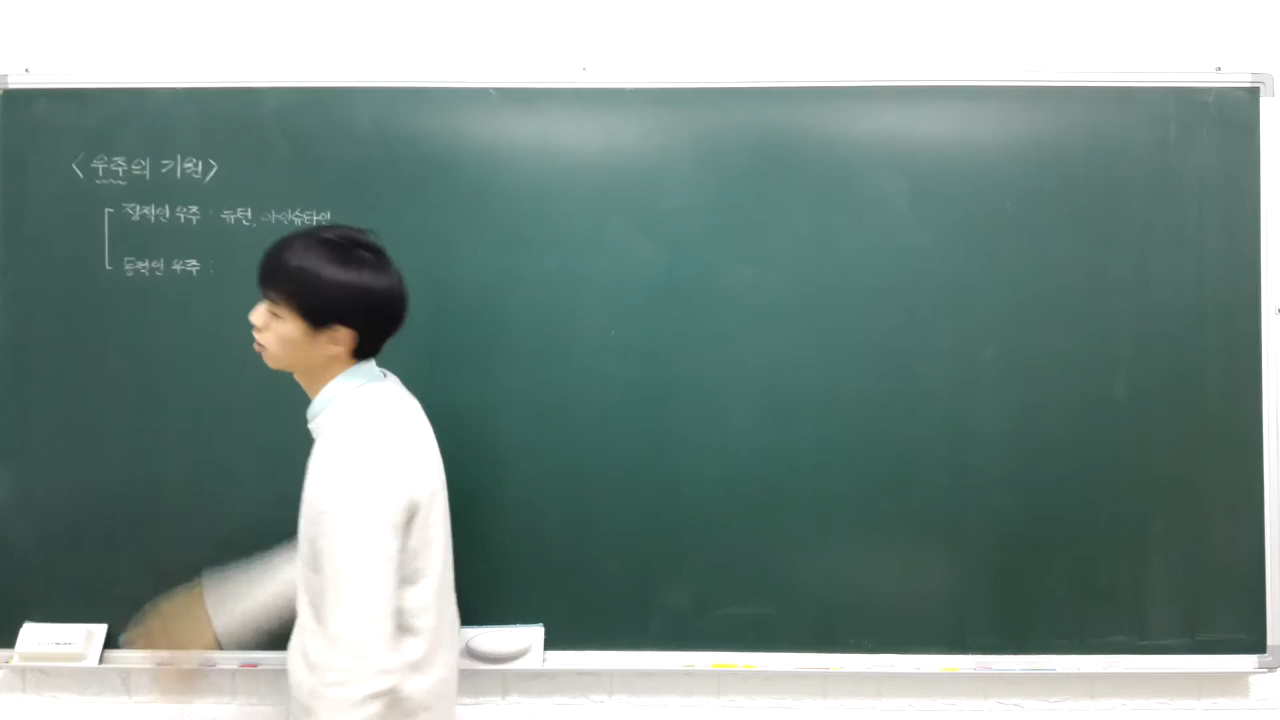 <우주의 기원>
정적인 우주 : 뉴턴, 아인슈타인
동적인 우주 :